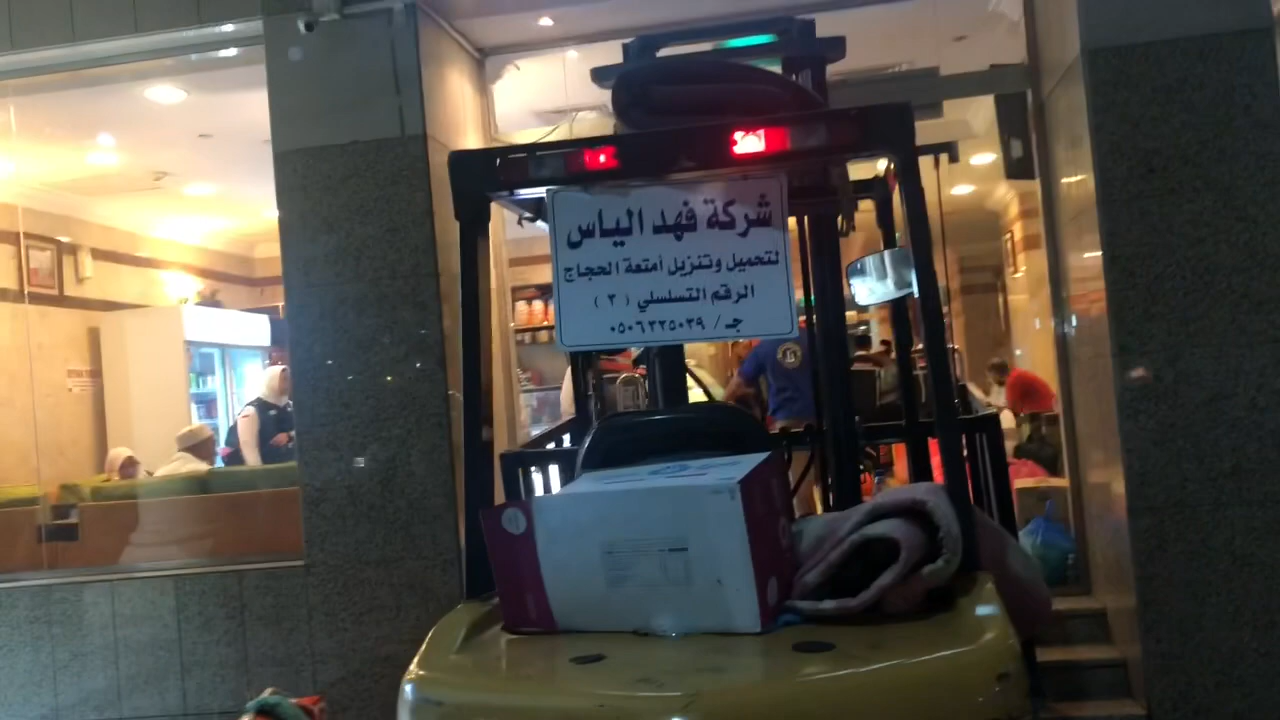 شركة فهد الياس
لتحميل وتنزيل أمتعة الحجاج
الرقم التسلسلي ( ٣ )
جـ / ٠٥٠٦٣٢٥٠٣٩